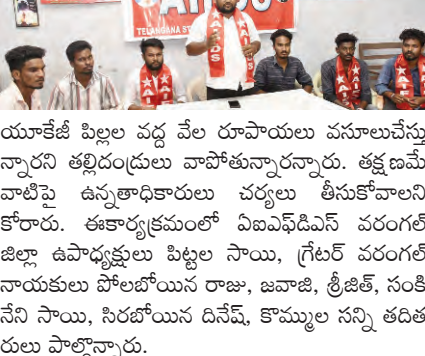 TELANGANA ST
యూకేజీ పిల్లల వద్ద వేల రూపాయలు వసూలుచేస్తు
న్నారని తల్లిదండ్రులు వాపోతున్నారన్నారు. తక్షణమే
వాటిపై ఉన్నతాధికారులు చర్యలు తీసుకోవాలని
కోరారు. ఈకార్యక్రమంలో ఏఐఎఫ్‌డిఎస్ వరంగల్
జిల్లా ఉపాధ్యక్షులు పిట్టల సాయి, గ్రేటర్ వరంగల్
నాయకులు పోలబోయిన రాజు, జవాజి, శ్రీజిత్, సంకి
నేని సాయి, సిరబోయిన దినేష్, కొమ్ముల సన్ని తదిత
రులు పాల్గొన్నారు.